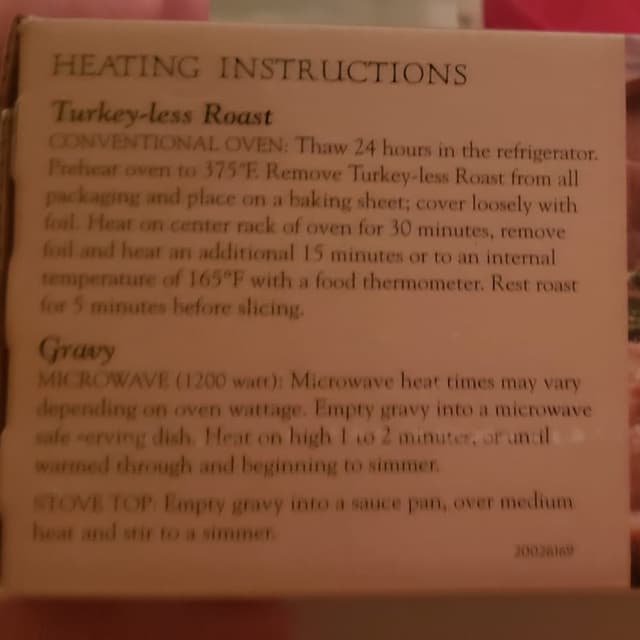 HEATING INSTRUCTIONS
Turkey-less Roast
CONVENTIONAL OVEN: Thaw 24 hours in the refrigerator.
Preheat oven to 375°F. Remove Turkey-less Roast from all
packaging and place on a baking sheet; cover loosely with
foil. Heat on center rack of oven for 30 minutes, remove
foil and heat an additional 15 minutes or to an internal
temperature of 165°F with a food thermometer. Rest roast
for 5 minutes before slicing.
Gravy
MICROWAVE (1200 watt): Microwave heat times may vary
depending on oven wattage. Empty gravy into a microwave
safe serving dish. Heat on high 1 to 2 minutes, or until
warmed through and beginning to simmer.
STOVE TOP: Empty gravy into a sauce pan, over medium
heat and stir to a simmer.